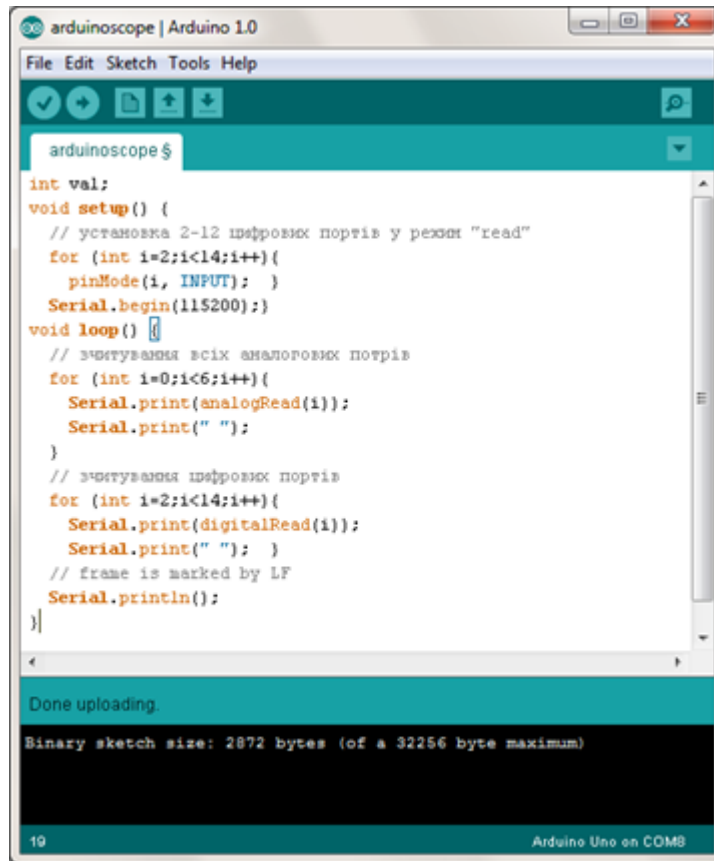 arduinoscope | Arduino 1.0
File Edit Sketch Tools Help
arduinoscope §
int val;
void setup() {
// установка 2-12 цифрових портів у режим "read"
for (int i=2;i<14;i++){
pinMode(i, INPUT); }
Serial.begin(115200);}
void loop() {
// зчитування всіх аналогових потрів
for (int i=0;i<6;i++){
Serial.print(analogRead(i));
Serial.print(" ");
}
// зчитування цифрових портів
for (int i=2;i<14;i++){
Serial.print(digitalRead(i));
Serial.print(" "); }
// frame is marked by LF
Serial.println();
}
Done uploading.
Binary sketch size: 2872 bytes (of a 32256 byte maximum)
19 Arduino Uno on COM8